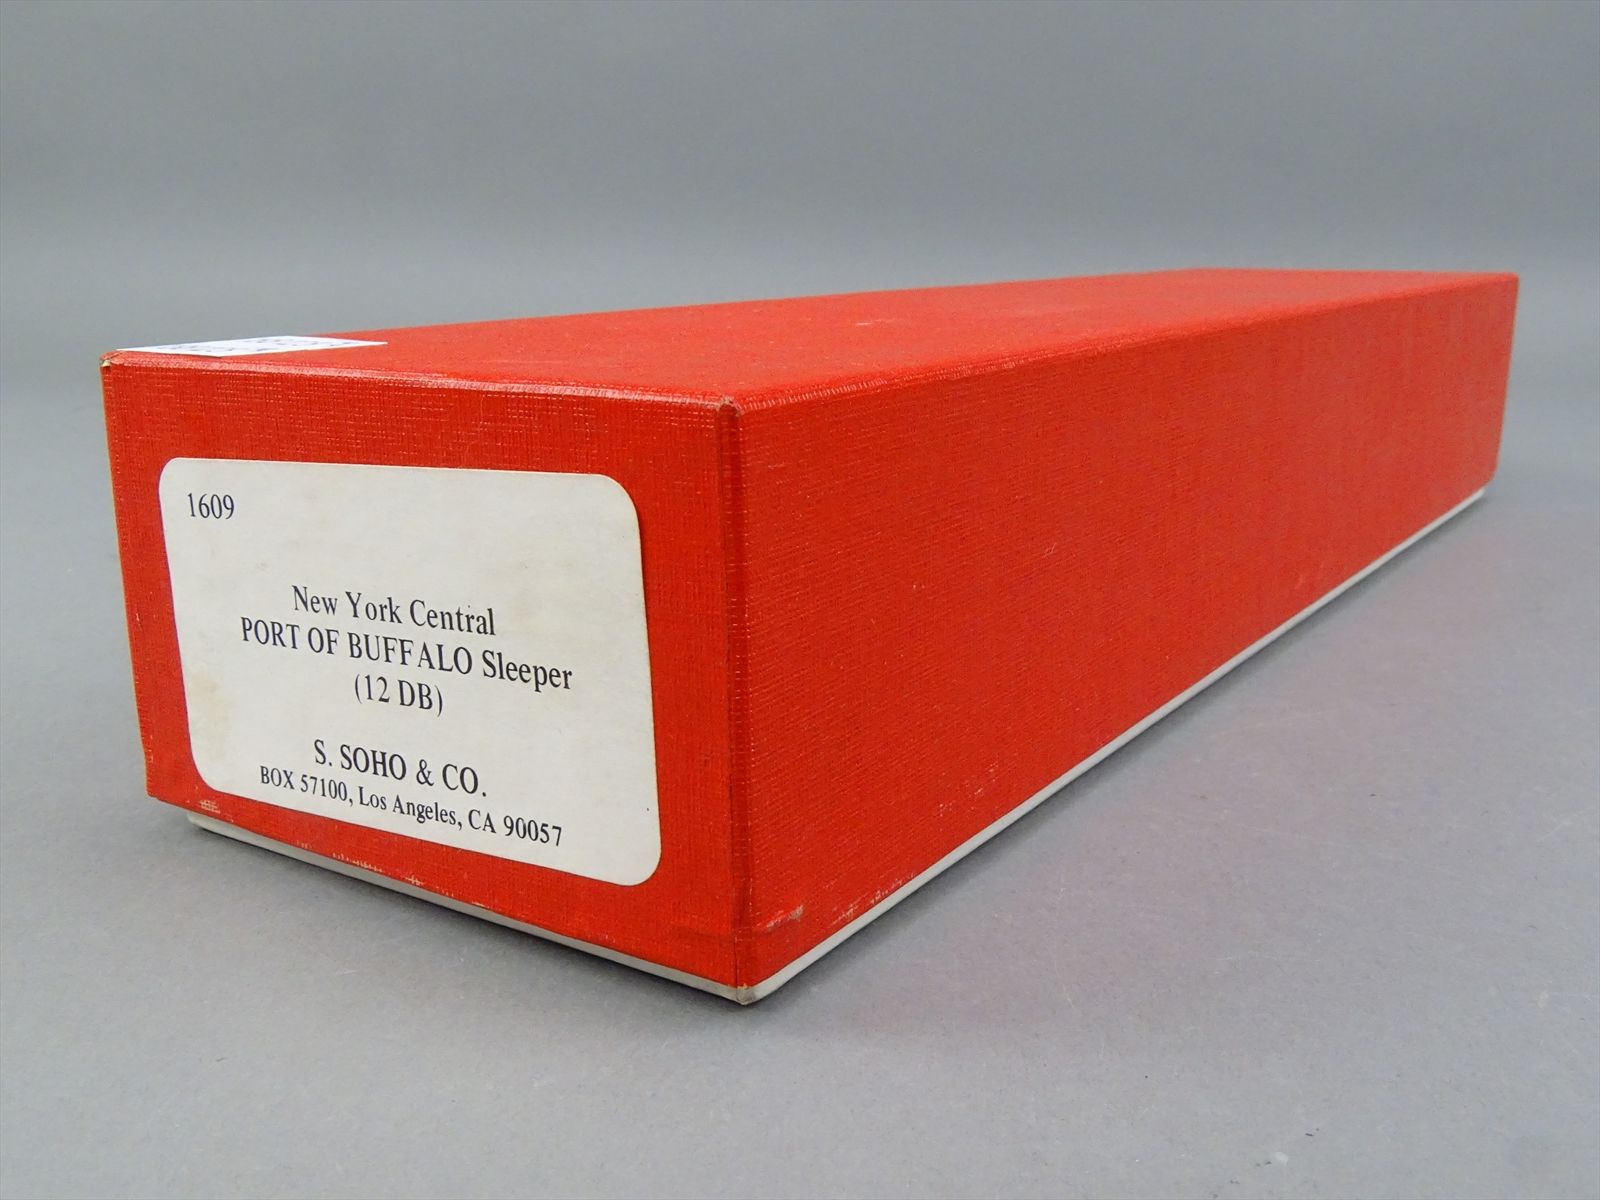 1609
New York Central
PORT OF BUFFALO Sleeper
(12 DB)
S. SOHO & CO.
BOX 57100, Los Angeles, CA 90057